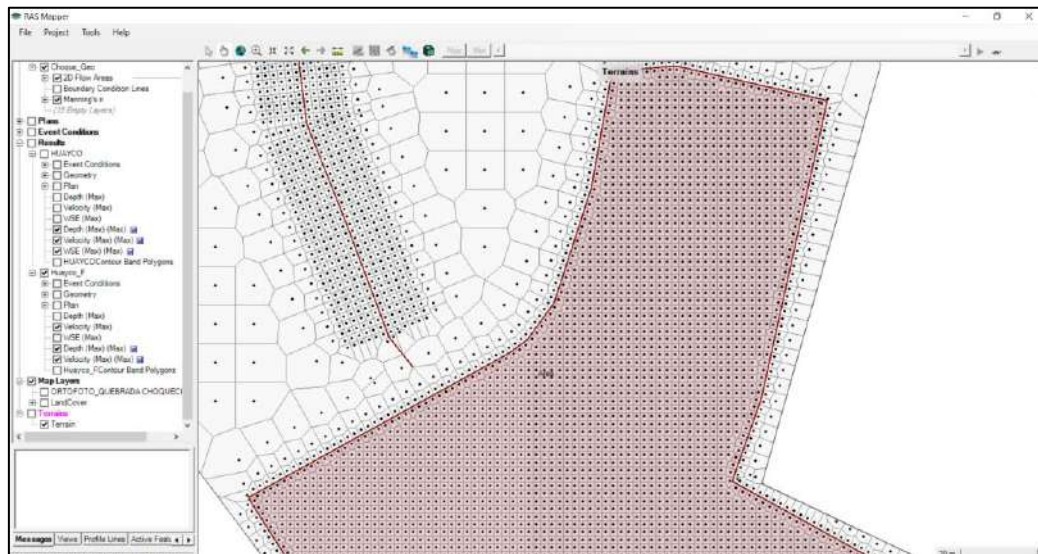 RAS Mapper
File Project Tools Help
Choque_Geo
2D Flow Areas
Boundary Condition Lines
Manning's n
Plans
Event Conditions
Results
HUAYCO
Event Conditions
Geometry
Plan
Depth (Max)
Velocity (Max)
WSE (Max)
Depth (Max) (Max)
Velocity (Max) (Max)
WSE (Max) (Max)
HUAYCOContour Band Polygons
Huayco_F
Event Conditions
Geometry
Plan
Depth (Max)
Velocity (Max)
WSE (Max)
Depth (Max) (Max)
Velocity (Max) (Max)
Huayco_FContour Band Polygons
Map Layers
ORTOFOTO_QUEBRADA CHOQUEC
LandCover
Terrains
Terrain
Messages Views Profile Lines Active Featu
Terrains